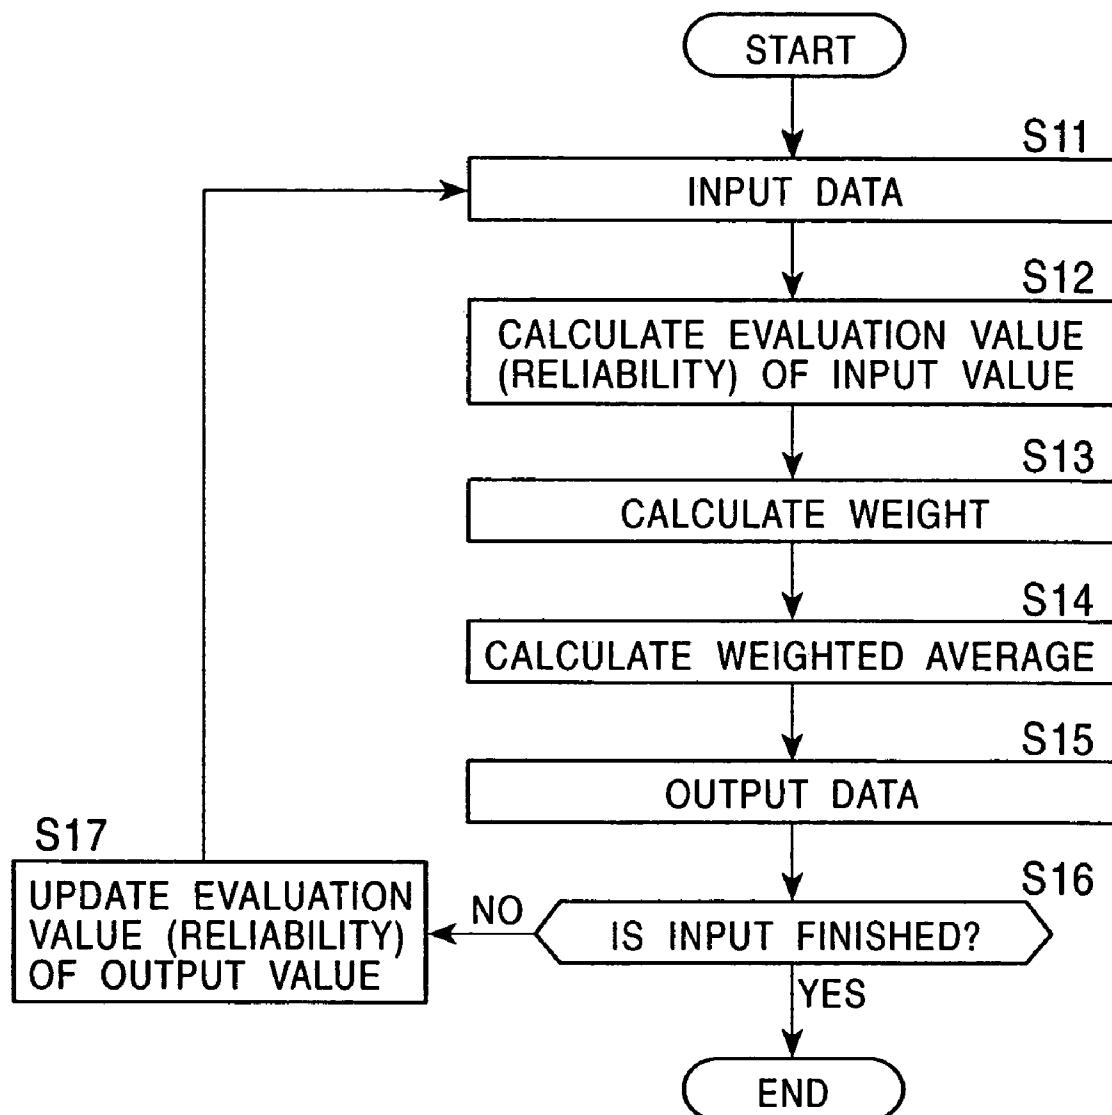 START
S11
INPUT DATA
S12
CALCULATE EVALUATION VALUE
(RELIABILITY) OF INPUT VALUE
S13
CALCULATE WEIGHT
S14
CALCULATE WEIGHTED AVERAGE
S15
OUTPUT DATA
S16
IS INPUT FINISHED?
NO
S17
UPDATE EVALUATION
VALUE (RELIABILITY)
OF OUTPUT VALUE
YES
END